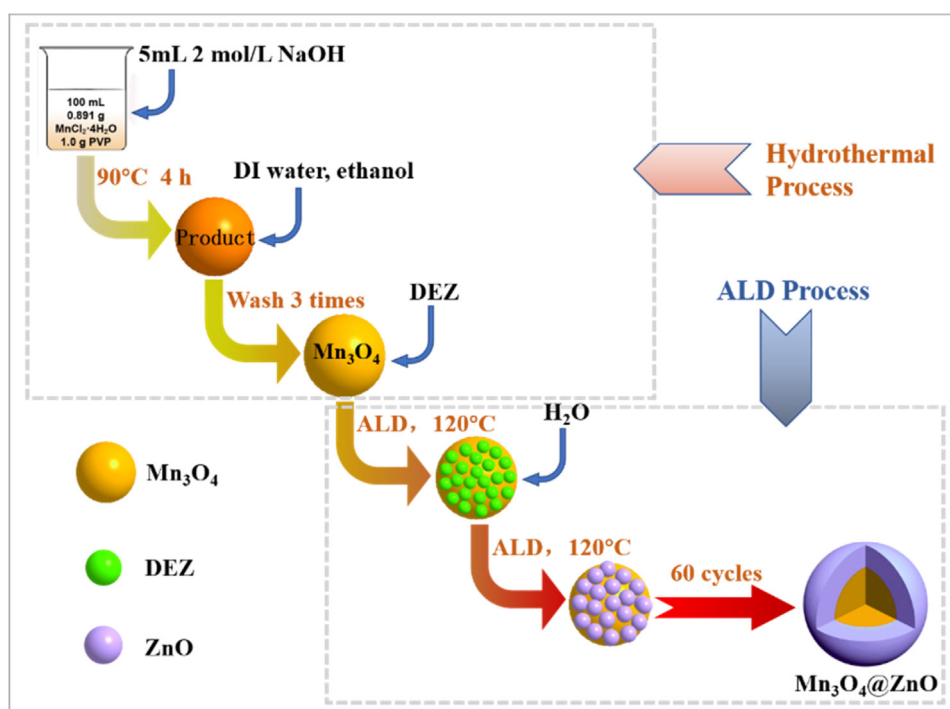 5mL 2 mol/L NaOH
100 mL
0.891 g
MnCl₂·4H₂O
1.0 g PVP
90°C 4 h
DI water, ethanol
Product
Hydrothermal
Process
Wash 3 times
DEZ
Mn₃O₄
ALD Process
ALD，120°C
H₂O
Mn₃O₄
DEZ
ZnO
ALD，120°C
60 cycles
Mn₃O₄@ZnO